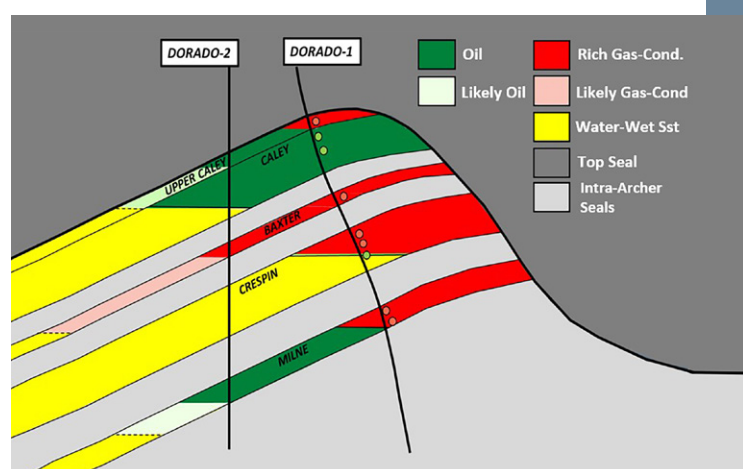 DORADO-2
DORADO-1
Oil
Rich Gas-Cond.
Likely Oil
Likely Gas-Cond
Water-Wet Sst
Top Seal
Intra-Archer
Seals
UPPER CALEY
CALEY
BAXTER
CRESPIN
MILNE